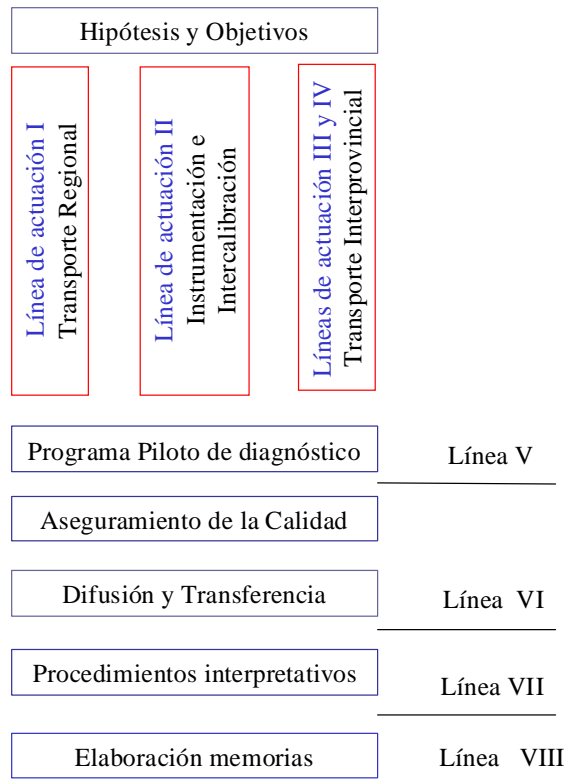 Hipótesis y Objetivos
Línea de actuación I
Transporte Regional
Línea de actuación II
Instrumentación e
Intercalibración
Líneas de actuación III y IV
Transporte Interprovincial
Programa Piloto de diagnóstico
Línea V
Aseguramiento de la Calidad
Difusión y Transferencia
Línea VI
Procedimientos interpretativos
Línea VII
Elaboración memorias
Línea VIII